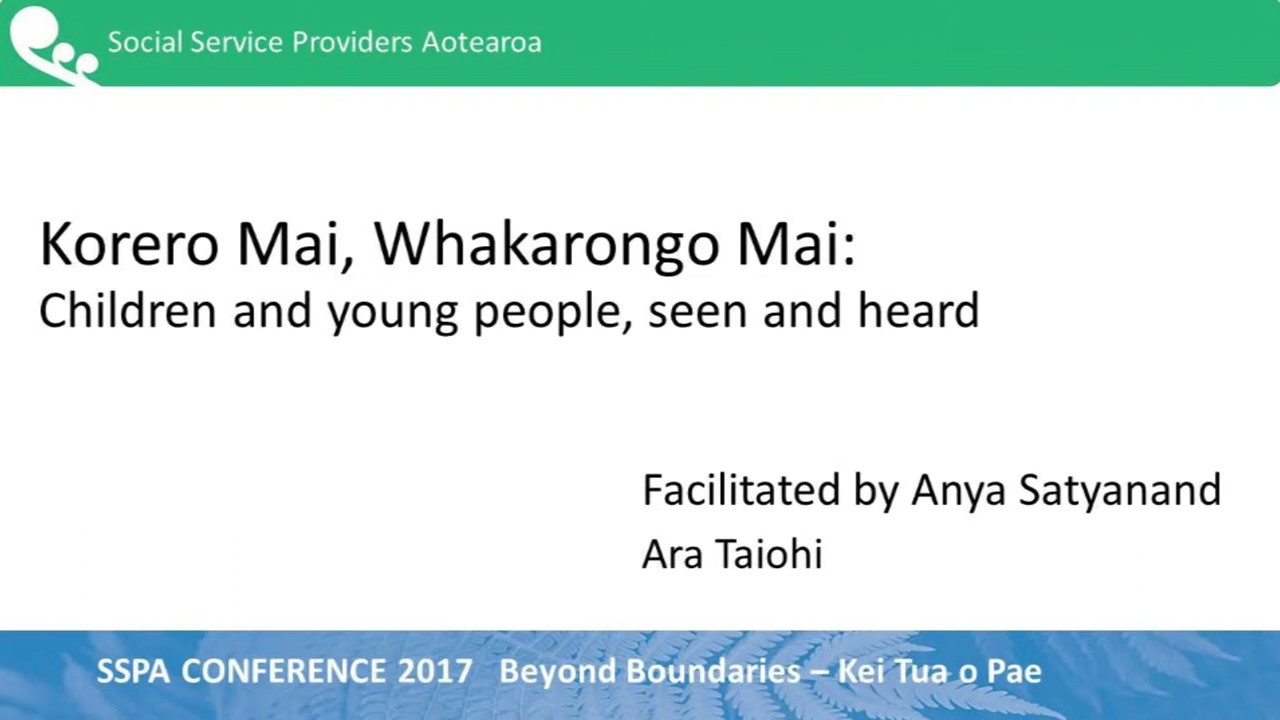 Social Service Providers Aotearoa
Korero Mai, Whakarongo Mai:
Children and young people, seen and heard
Facilitated by Anya Satyanand
Ara Taiohi
SSPA CONFERENCE 2017 Beyond Boundaries – Kei Tua o Pae